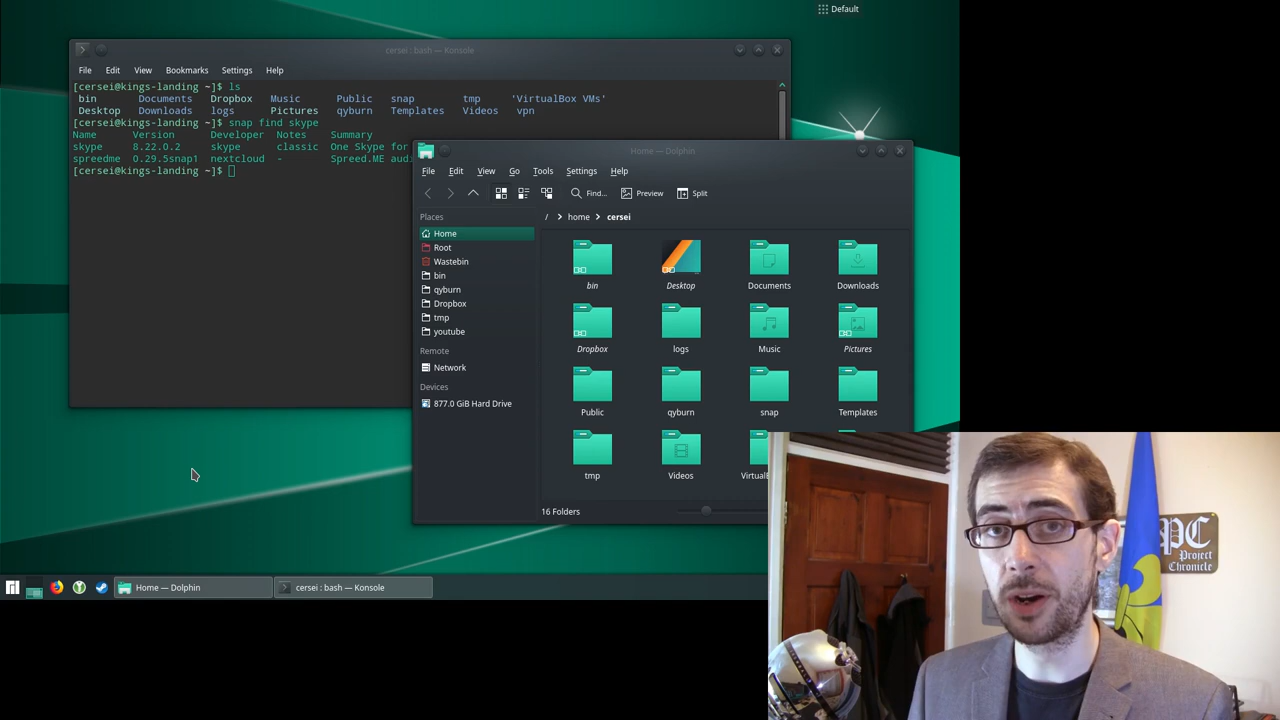 Default
cersei : bash — Konsole
File Edit View Bookmarks Settings Help
[cersei@kings-landing ~]$ ls
bin Documents Dropbox Music Public snap tmp 'VirtualBox VMs'
Desktop Downloads logs Pictures qyburn Templates Videos vpn
[cersei@kings-landing ~]$ snap find skype
Name Version Developer Notes Summary
skype 8.22.0.2 classic One Skype for
spreedme 0.29.5snap1 nextcloud - Spreed.ME aud
[cersei@kings-landing ~]$
Home — Dolphin
File Edit View Go Tools Settings Help
Find... Preview Split
Places
/ > home > cersei
Home
Root
Wastebin
bin
qyburn
Dropbox
tmp
youtube
Remote
Network
Devices
877.0 GiB Hard Drive
bin Desktop Documents Downloads
Dropbox logs Music Pictures
Public qyburn snap Templates
tmp Videos VirtualB
16 Folders
Home — Dolphin
cersei : bash — Konsole
PC
Project
Chronicle